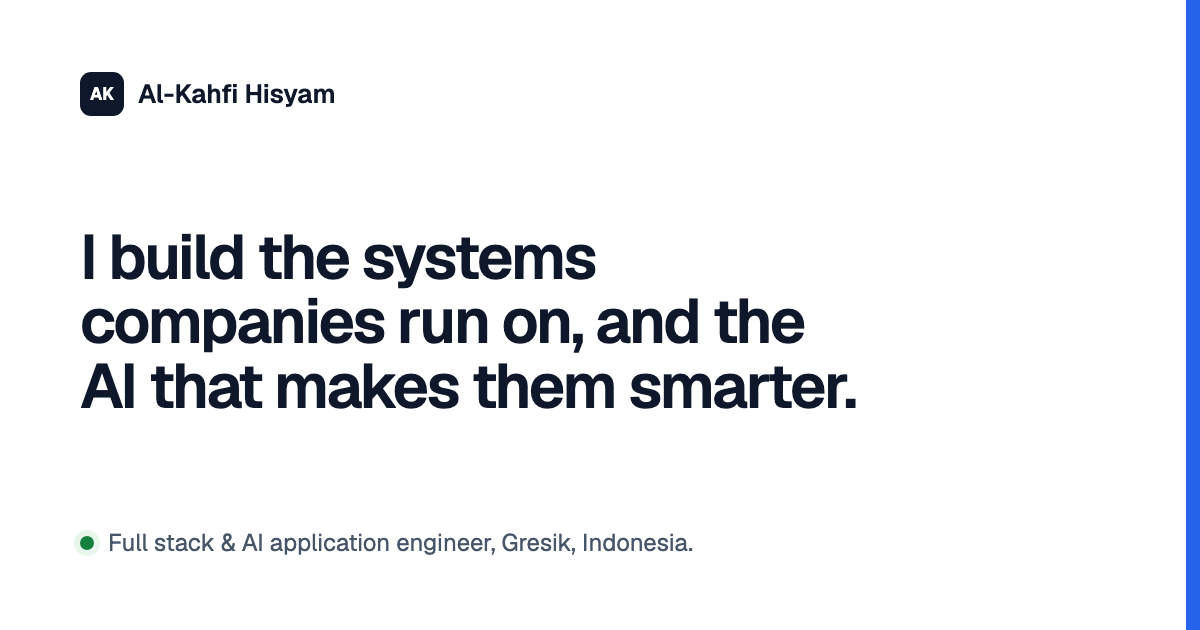 AK
Al-Kahfi Hisyam
I build the systems
companies run on, and the
AI that makes them smarter.
Full stack & AI application engineer, Gresik, Indonesia.